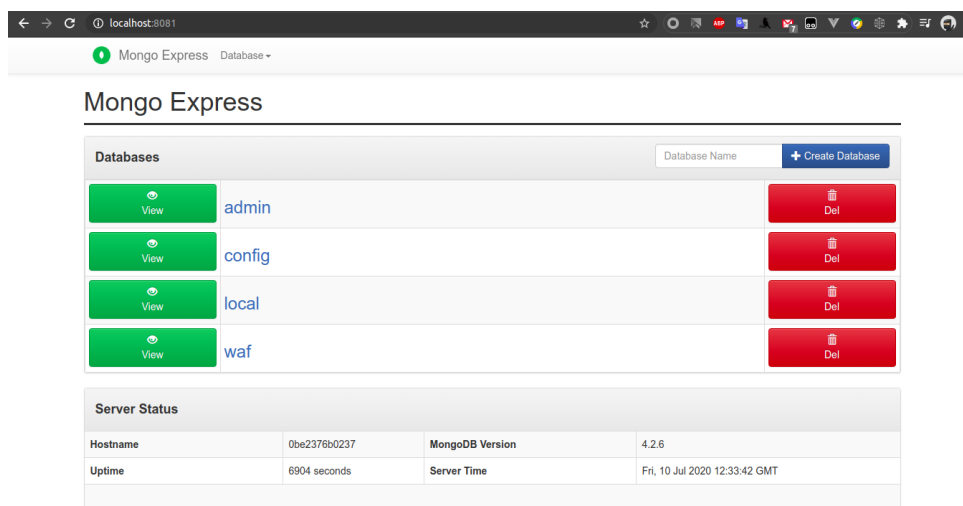 localhost:8081
Mongo Express Database
Mongo Express
Databases
Database Name
Create Database
View admin Del
View config Del
View local Del
View waf Del
Server Status
Hostname 0be2376b0237 MongoDB Version 4.2.6
Uptime 6904 seconds Server Time Fri, 10 Jul 2020 12:33:42 GMT